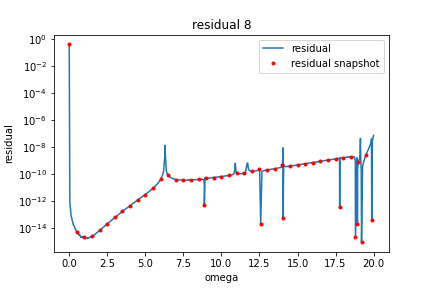 residual 8
residual
residual snapshot
10⁰
10⁻²
10⁻⁴
10⁻⁶
10⁻⁸
10⁻¹⁰
10⁻¹²
10⁻¹⁴
residual
0.0 2.5 5.0 7.5 10.0 12.5 15.0 17.5 20.0
omega